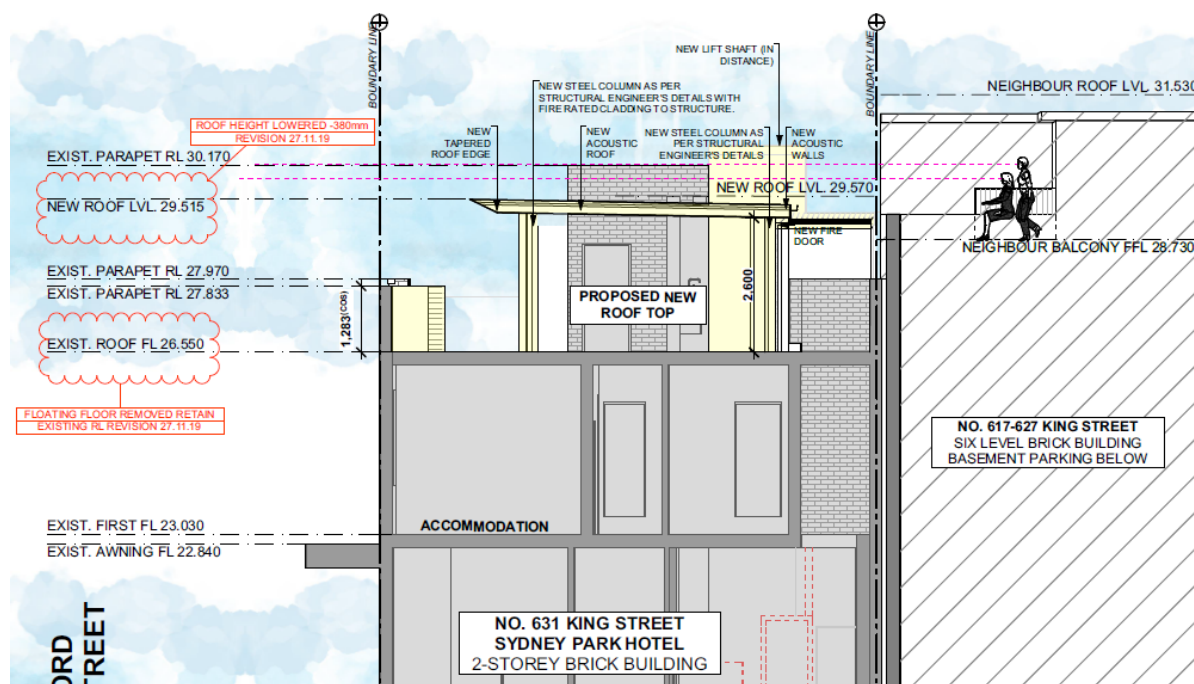 BOUNDARY LINE
BOUNDARY LINE
NEW LIFT SHAFT (IN
DISTANCE)
NEIGHBOUR ROOF LVL. 31.530
NEW STEEL COLUMN AS PER
STRUCTURAL ENGINEER'S DETAILS WITH
FIRE RATED CLADDING TO STRUCTURE.
ROOF HEIGHT LOWERED -380mm
REVISION 27.11.19
NEW
TAPERED
ROOF EDGE
NEW
ACOUSTIC
ROOF
NEW STEEL COLUMN AS
PER STRUCTURAL
ENGINEER'S DETAILS
NEW
ACOUSTIC
WALLS
EXIST. PARAPET RL 30.170
NEW ROOF LVL. 29.570
NEW ROOF LVL. 29.515
NEW FIRE
DOOR
NEIGHBOUR BALCONY FFL 28.730
EXIST. PARAPET RL 27.970
EXIST. PARAPET RL 27.833
1,283(COS)
PROPOSED NEW
ROOF TOP
2,600
EXIST. ROOF FL 26.550
FLOATING FLOOR REMOVED RETAIN
EXISTING RL REVISION 27.11.19
NO. 617-627 KING STREET
SIX LEVEL BRICK BUILDING
BASEMENT PARKING BELOW
EXIST. FIRST FL 23.030
ACCOMMODATION
EXIST. AWNING FL 22.840
NO. 631 KING STREET
SYDNEY PARK HOTEL
2-STOREY BRICK BUILDING
ORD
TREET